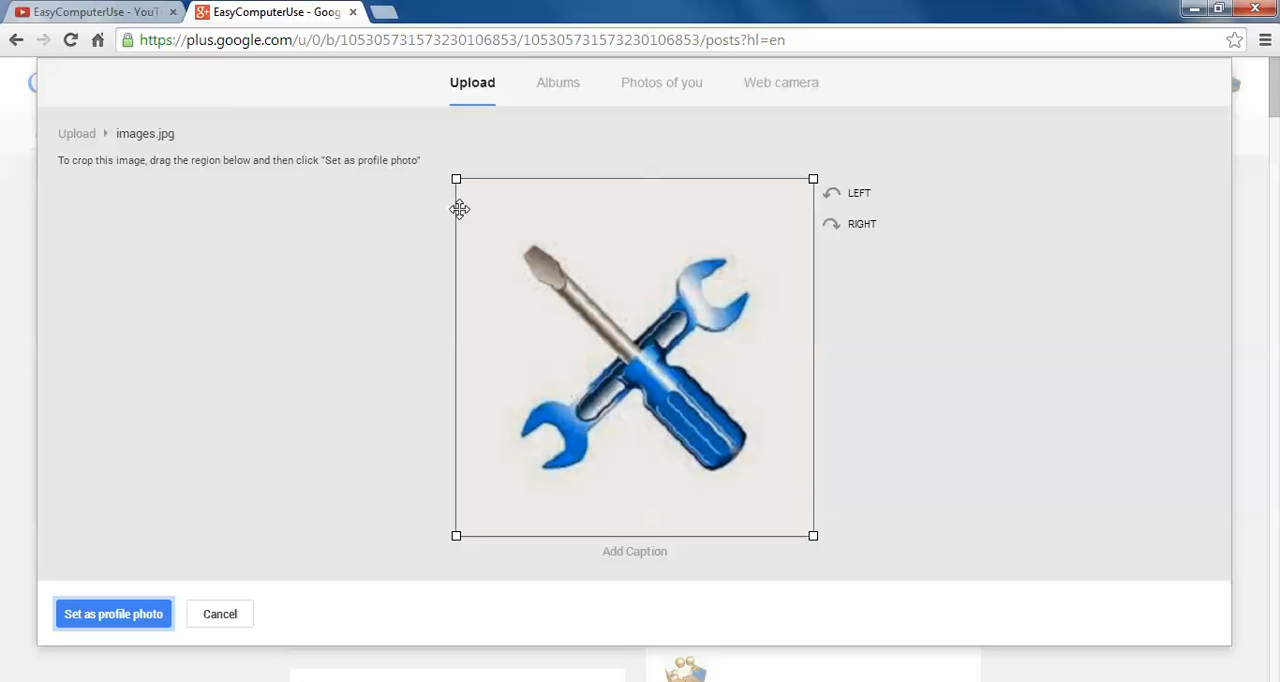 EasyComputerUse - YouT
EasyComputerUse - Goog
https://plus.google.com/u/0/b/105305731573230106853/105305731573230106853/posts?hl=en
Upload Albums Photos of you Web camera
Upload images.jpg
To crop this image, drag the region below and then click "Set as profile photo"
LEFT
RIGHT
Add Caption
Set as profile photo Cancel